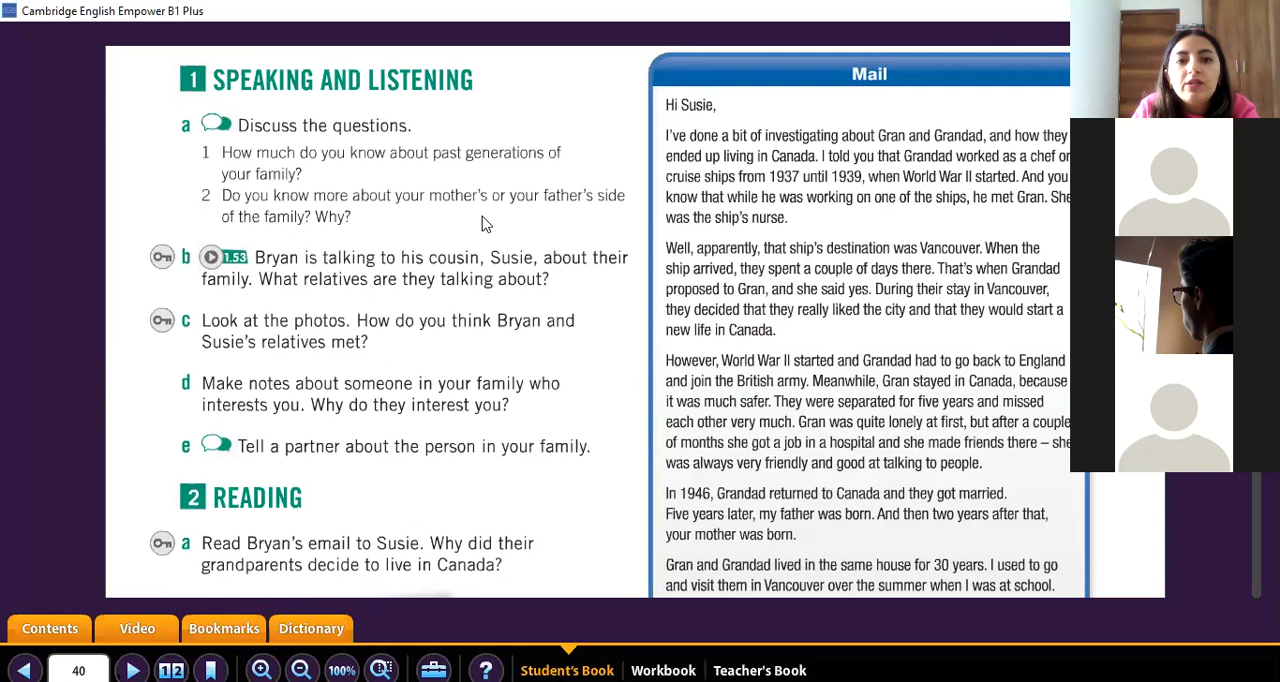 Cambridge English Empower B1 Plus
1 SPEAKING AND LISTENING
a Discuss the questions.
1 How much do you know about past generations of
your family?
2 Do you know more about your mother's or your father's side
of the family? Why?
b 1.53 Bryan is talking to his cousin, Susie, about their
family. What relatives are they talking about?
c Look at the photos. How do you think Bryan and
Susie's relatives met?
d Make notes about someone in your family who
interests you. Why do they interest you?
e Tell a partner about the person in your family.
2 READING
a Read Bryan's email to Susie. Why did their
grandparents decide to live in Canada?
Mail
Hi Susie,
I've done a bit of investigating about Gran and Grandad, and how they
ended up living in Canada. I told you that Grandad worked as a chef on
cruise ships from 1937 until 1939, when World War II started. And you
know that while he was working on one of the ships, he met Gran. She
was the ship's nurse.
Well, apparently, that ship's destination was Vancouver. When the
ship arrived, they spent a couple of days there. That's when Grandad
proposed to Gran, and she said yes. During their stay in Vancouver,
they decided that they really liked the city and that they would start a
new life in Canada.
However, World War II started and Grandad had to go back to England
and join the British army. Meanwhile, Gran stayed in Canada, because
it was much safer. They were separated for five years and missed
each other very much. Gran was quite lonely at first, but after a couple
of months she got a job in a hospital and she made friends there – she
was always very friendly and good at talking to people.
In 1946, Grandad returned to Canada and they got married.
Five years later, my father was born. And then two years after that,
your mother was born.
Gran and Grandad lived in the same house for 30 years. I used to go
and visit them in Vancouver over the summer when I was at school.
Contents Video Bookmarks Dictionary
40 1 2 100% ? Student's Book Workbook Teacher's Book